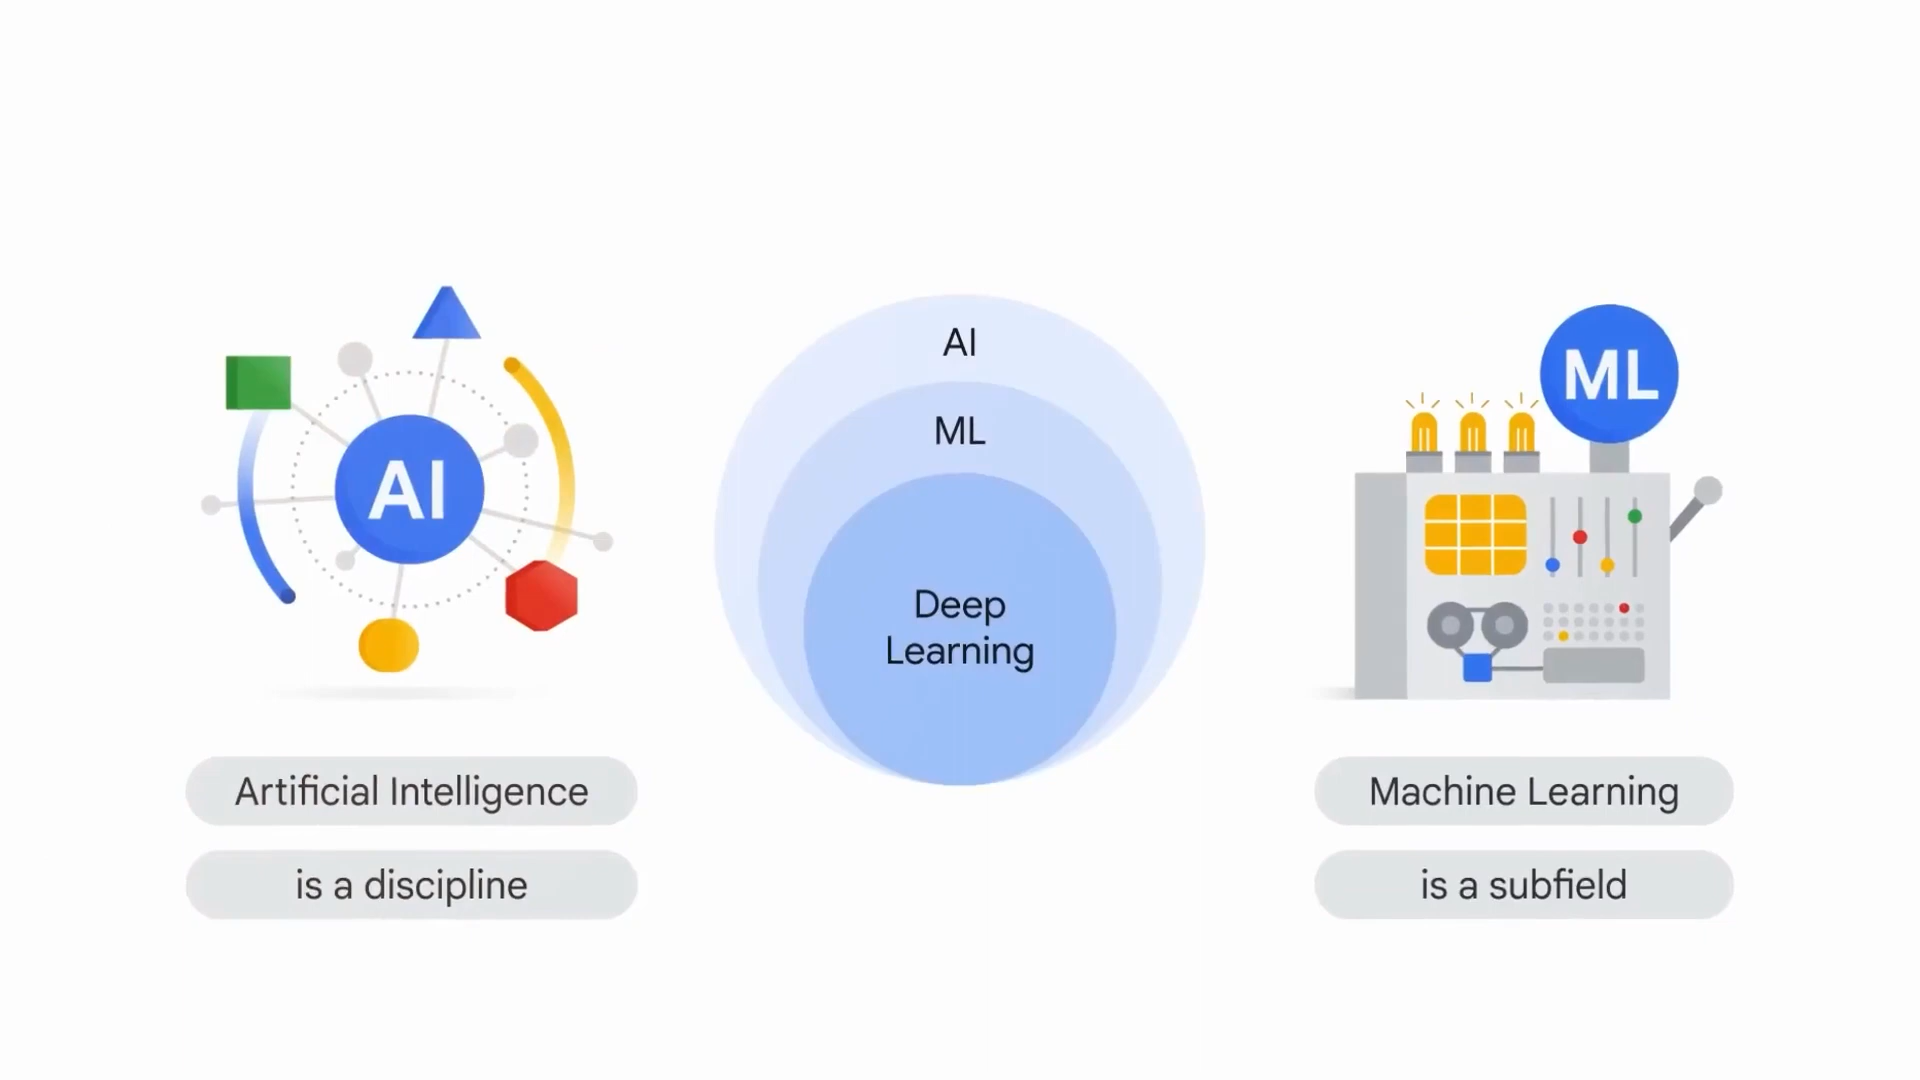 AI
Artificial Intelligence
is a discipline
AI
ML
Deep
Learning
ML
Machine Learning
is a subfield